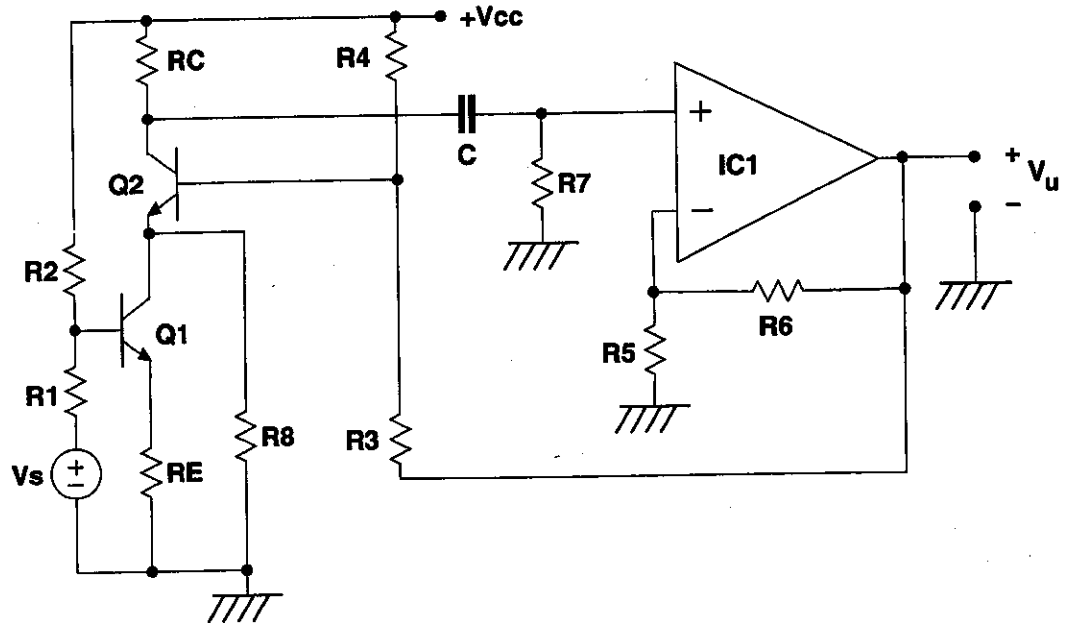 +Vcc
RC
R4
C
+
IC1
+
Vu
−
Q2
R7
−
R2
R6
Q1
R5
R1
R3
R8
Vs
+
−
RE